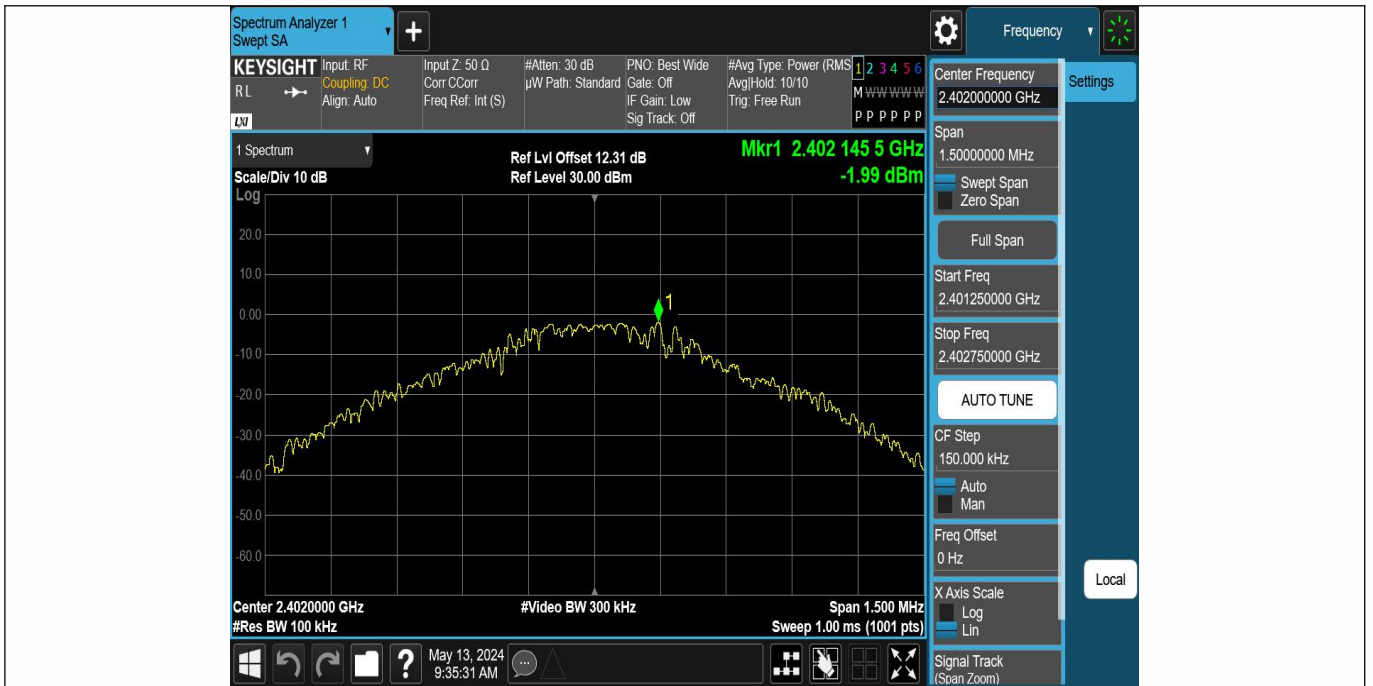 Spectrum Analyzer 1
Swept SA
Frequency
KEYSIGHT
RL
LXI
Input: RF
Coupling: DC
Align: Auto
Input Z: 50 Ω
Corr CCorr
Freq Ref: Int (S)
#Atten: 30 dB
µW Path: Standard
PNO: Best Wide
Gate: Off
IF Gain: Low
Sig Track: Off
#Avg Type: Power (RMS
Avg|Hold: 10/10
Trig: Free Run
1 2 3 4 5 6
M W W W W W
P P P P P P
1 Spectrum
Scale/Div 10 dB
Log
Ref Lvl Offset 12.31 dB
Ref Level 30.00 dBm
Mkr1 2.402 145 5 GHz
-1.99 dBm
20.0
10.0
0.00
-10.0
-20.0
-30.0
-40.0
-50.0
-60.0
1
Center 2.4020000 GHz
#Res BW 100 kHz
#Video BW 300 kHz
Span 1.500 MHz
Sweep 1.00 ms (1001 pts)
?
May 13, 2024
9:35:31 AM
Center Frequency
2.402000000 GHz
Span
1.50000000 MHz
Swept Span
Zero Span
Full Span
Start Freq
2.401250000 GHz
Stop Freq
2.402750000 GHz
AUTO TUNE
CF Step
150.000 kHz
Auto
Man
Freq Offset
0 Hz
X Axis Scale
Log
Lin
Signal Track
(Span Zoom)
Settings
Local